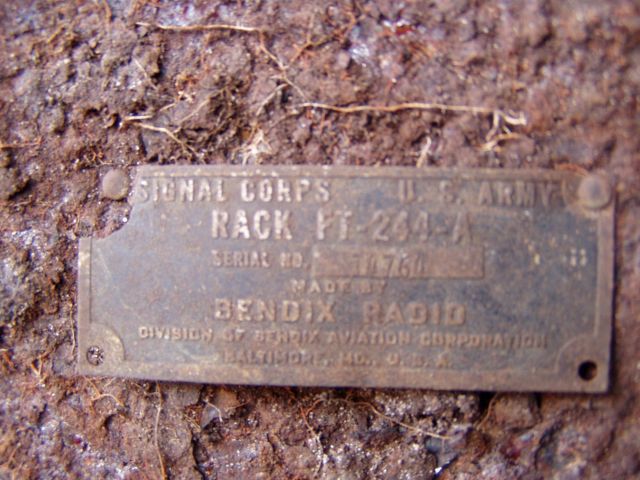 SIGNAL CORPS U. S. ARMY
RACK FT-244-A
SERIAL NO.
MADE BY
BENDIX RADIO
DIVISION OF BENDIX AVIATION CORPORATION
BALTIMORE, MD., U. S. A.